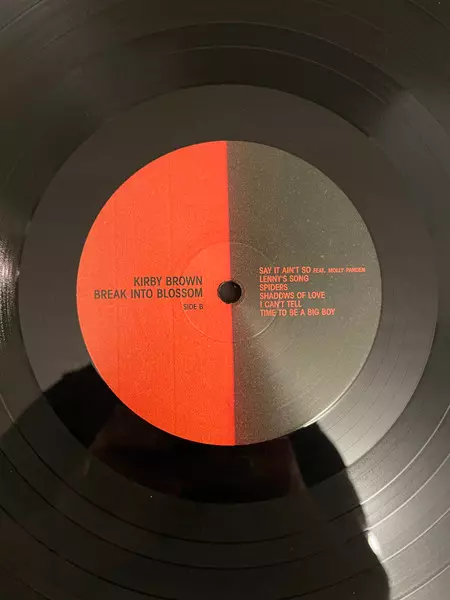 KIRBY BROWN
BREAK INTO BLOSSOM
SIDE B
SAY IT AIN'T SO FEAT. MOLLY PARDEN
LENNY'S SONG
SPIDERS
SHADOWS OF LOVE
I CAN'T TELL
TIME TO BE A BIG BOY